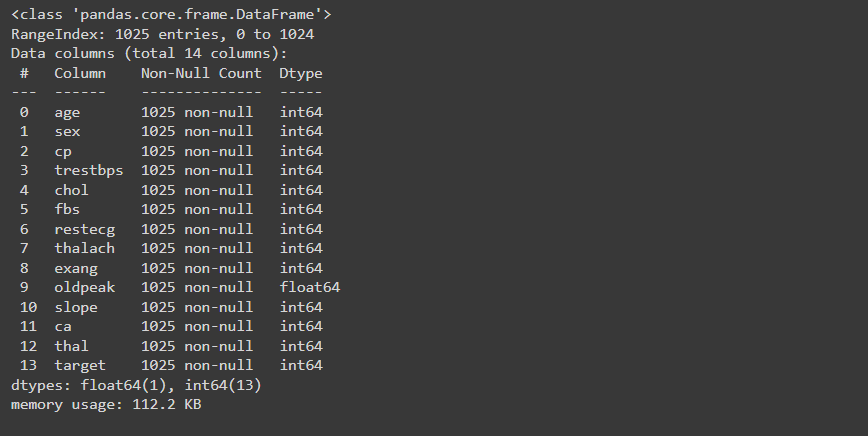 <class 'pandas.core.frame.DataFrame'>
RangeIndex: 1025 entries, 0 to 1024
Data columns (total 14 columns):
 #   Column    Non-Null Count  Dtype
---  ------    --------------  -----
 0   age       1025 non-null   int64
 1   sex       1025 non-null   int64
 2   cp        1025 non-null   int64
 3   trestbps  1025 non-null   int64
 4   chol      1025 non-null   int64
 5   fbs       1025 non-null   int64
 6   restecg   1025 non-null   int64
 7   thalach   1025 non-null   int64
 8   exang     1025 non-null   int64
 9   oldpeak   1025 non-null   float64
 10  slope     1025 non-null   int64
 11  ca        1025 non-null   int64
 12  thal      1025 non-null   int64
 13  target    1025 non-null   int64
dtypes: float64(1), int64(13)
memory usage: 112.2 KB